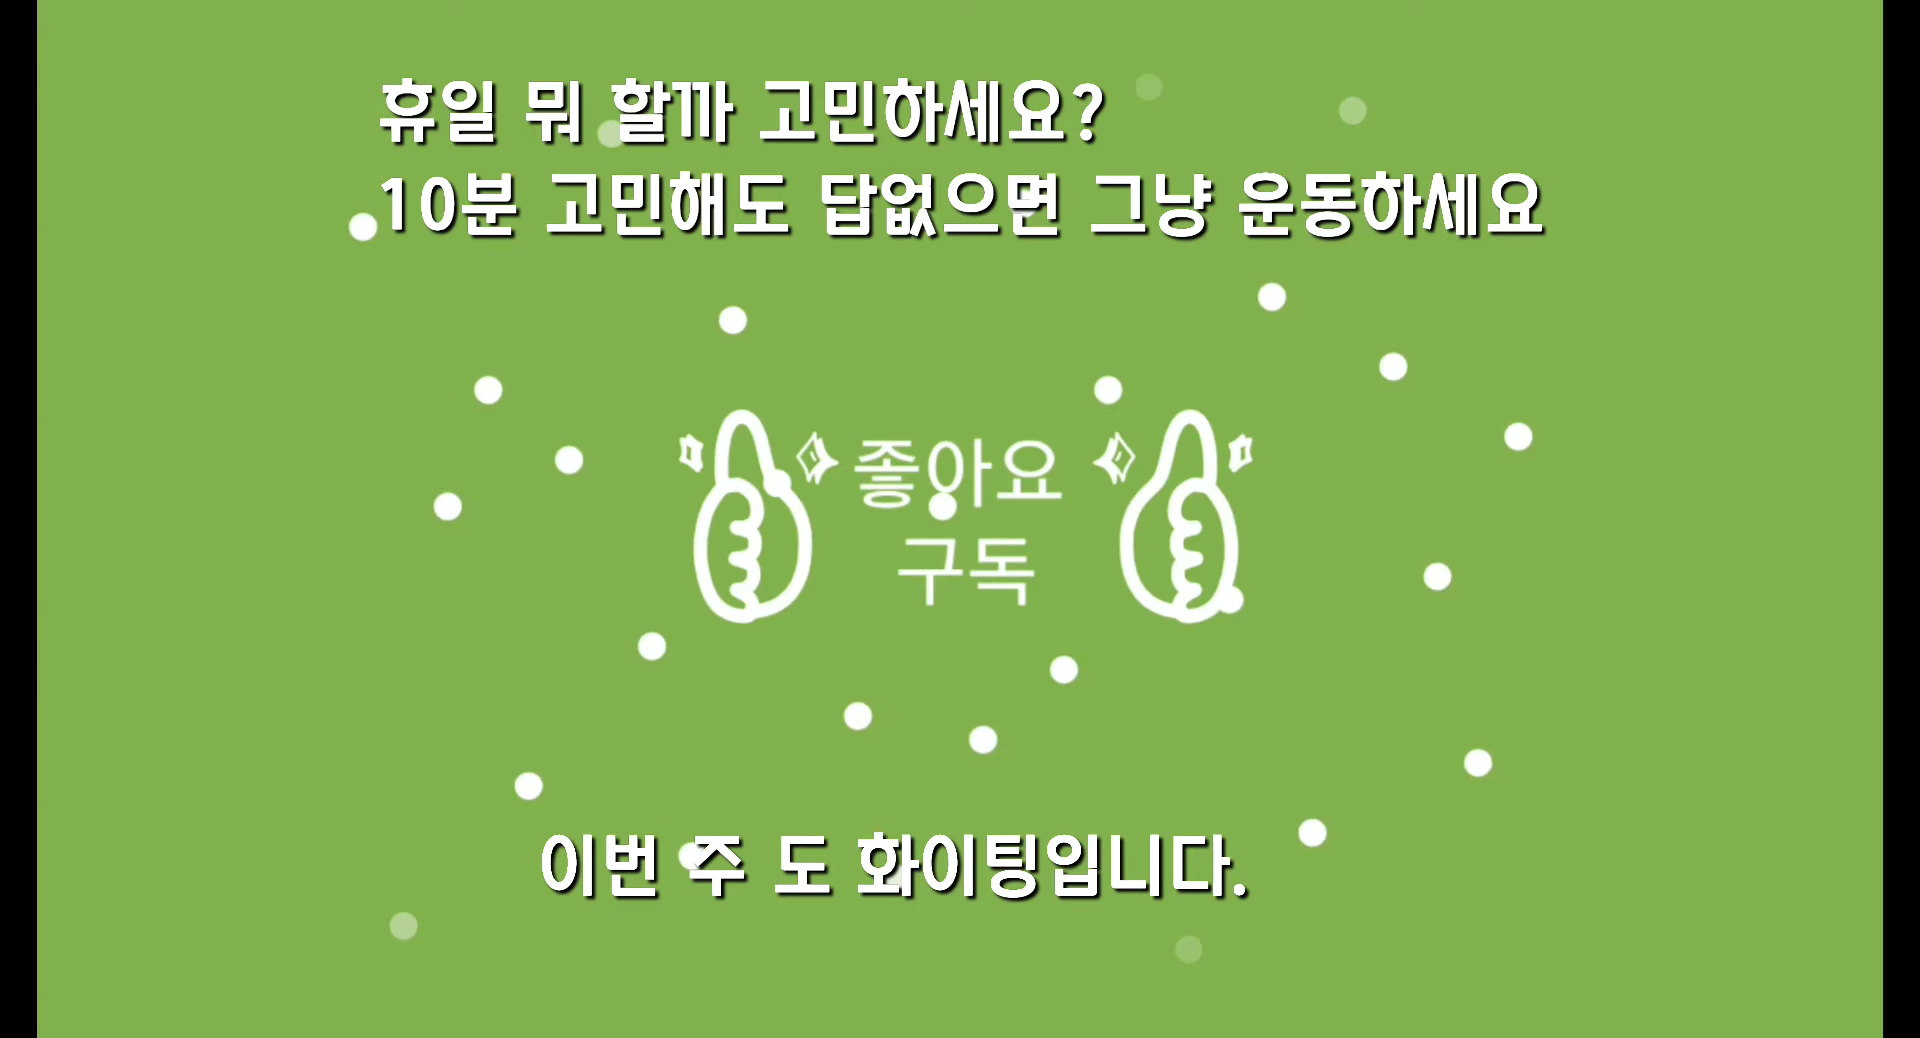 휴일 뭐 할까 고민하세요?
10분 고민해도 답없으면 그냥 운동하세요
좋아요
구독
이번 주 도 화이팅입니다.